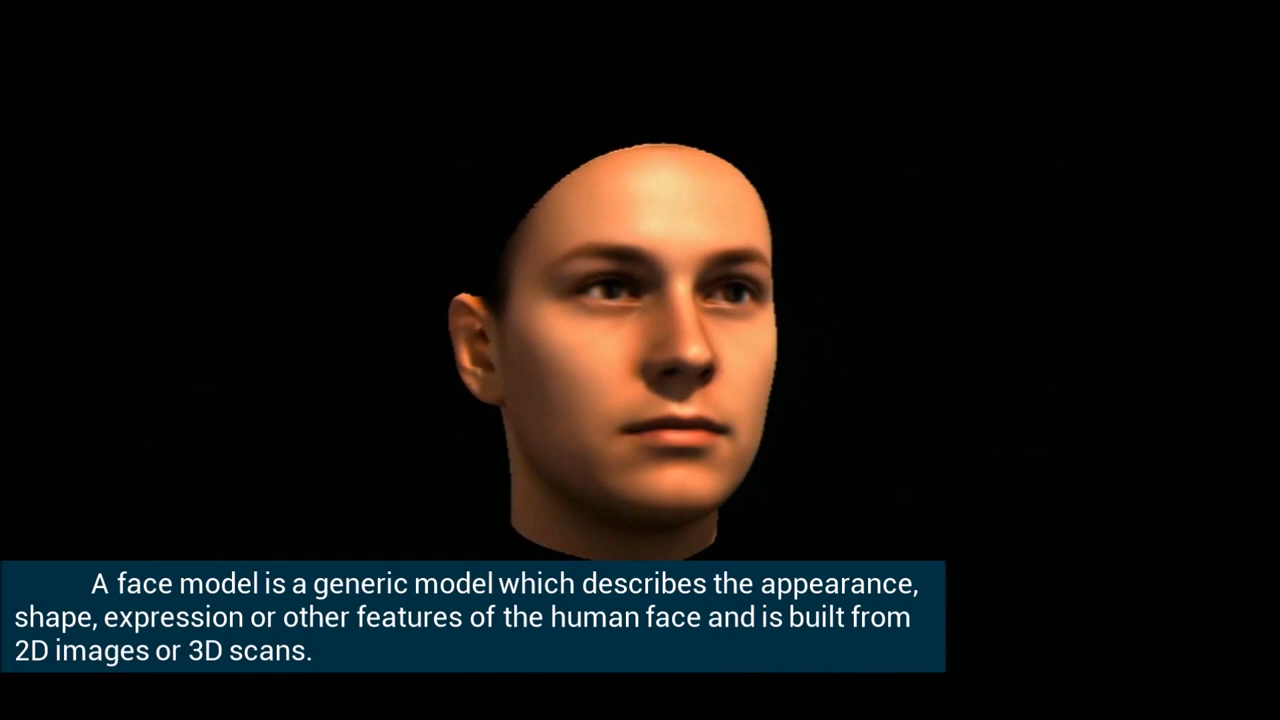 A face model is a generic model which describes the appearance,
shape, expression or other features of the human face and is built from
2D images or 3D scans.